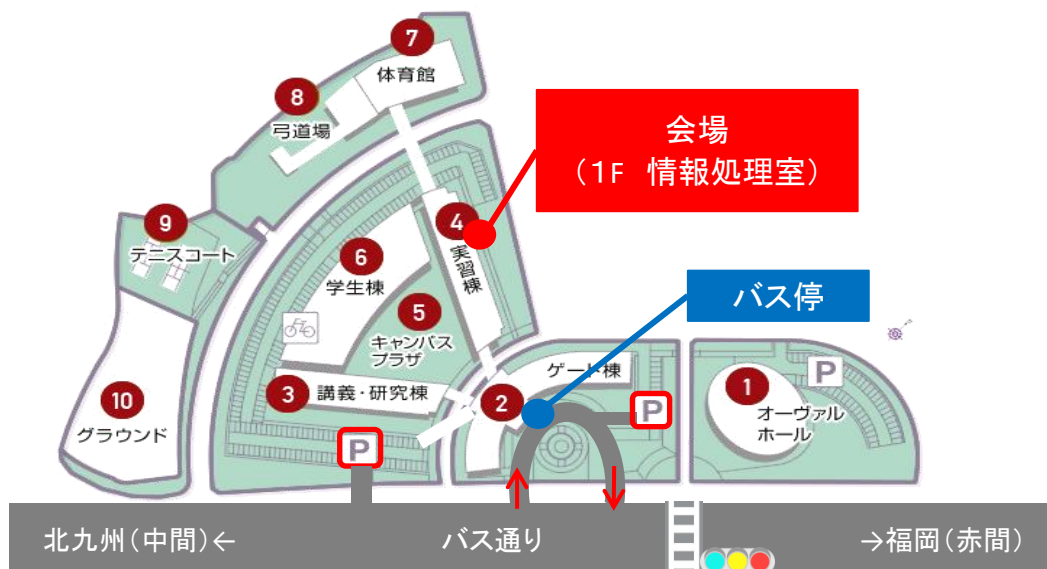 7
体育館
8
弓道場
会場
（１Ｆ　情報処理室）
9
テニスコート
4
実習棟
6
学生棟
5
キャンパス
プラザ
バス停
3
講義・研究棟
2
ゲート棟
P
1
オーヴァル
ホール
P
10
グラウンド
P
北九州（中間）←
バス通り
→福岡（赤間）